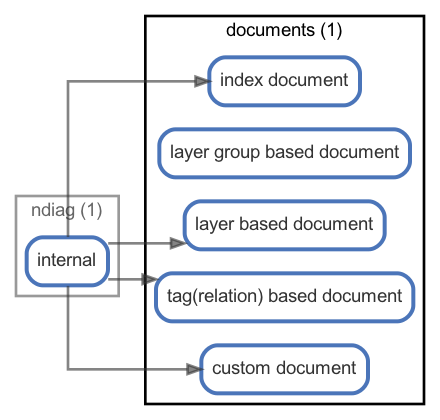 documents (1)
index document
layer group based document
ndiag (1)
layer based document
internal
tag(relation) based document
custom document